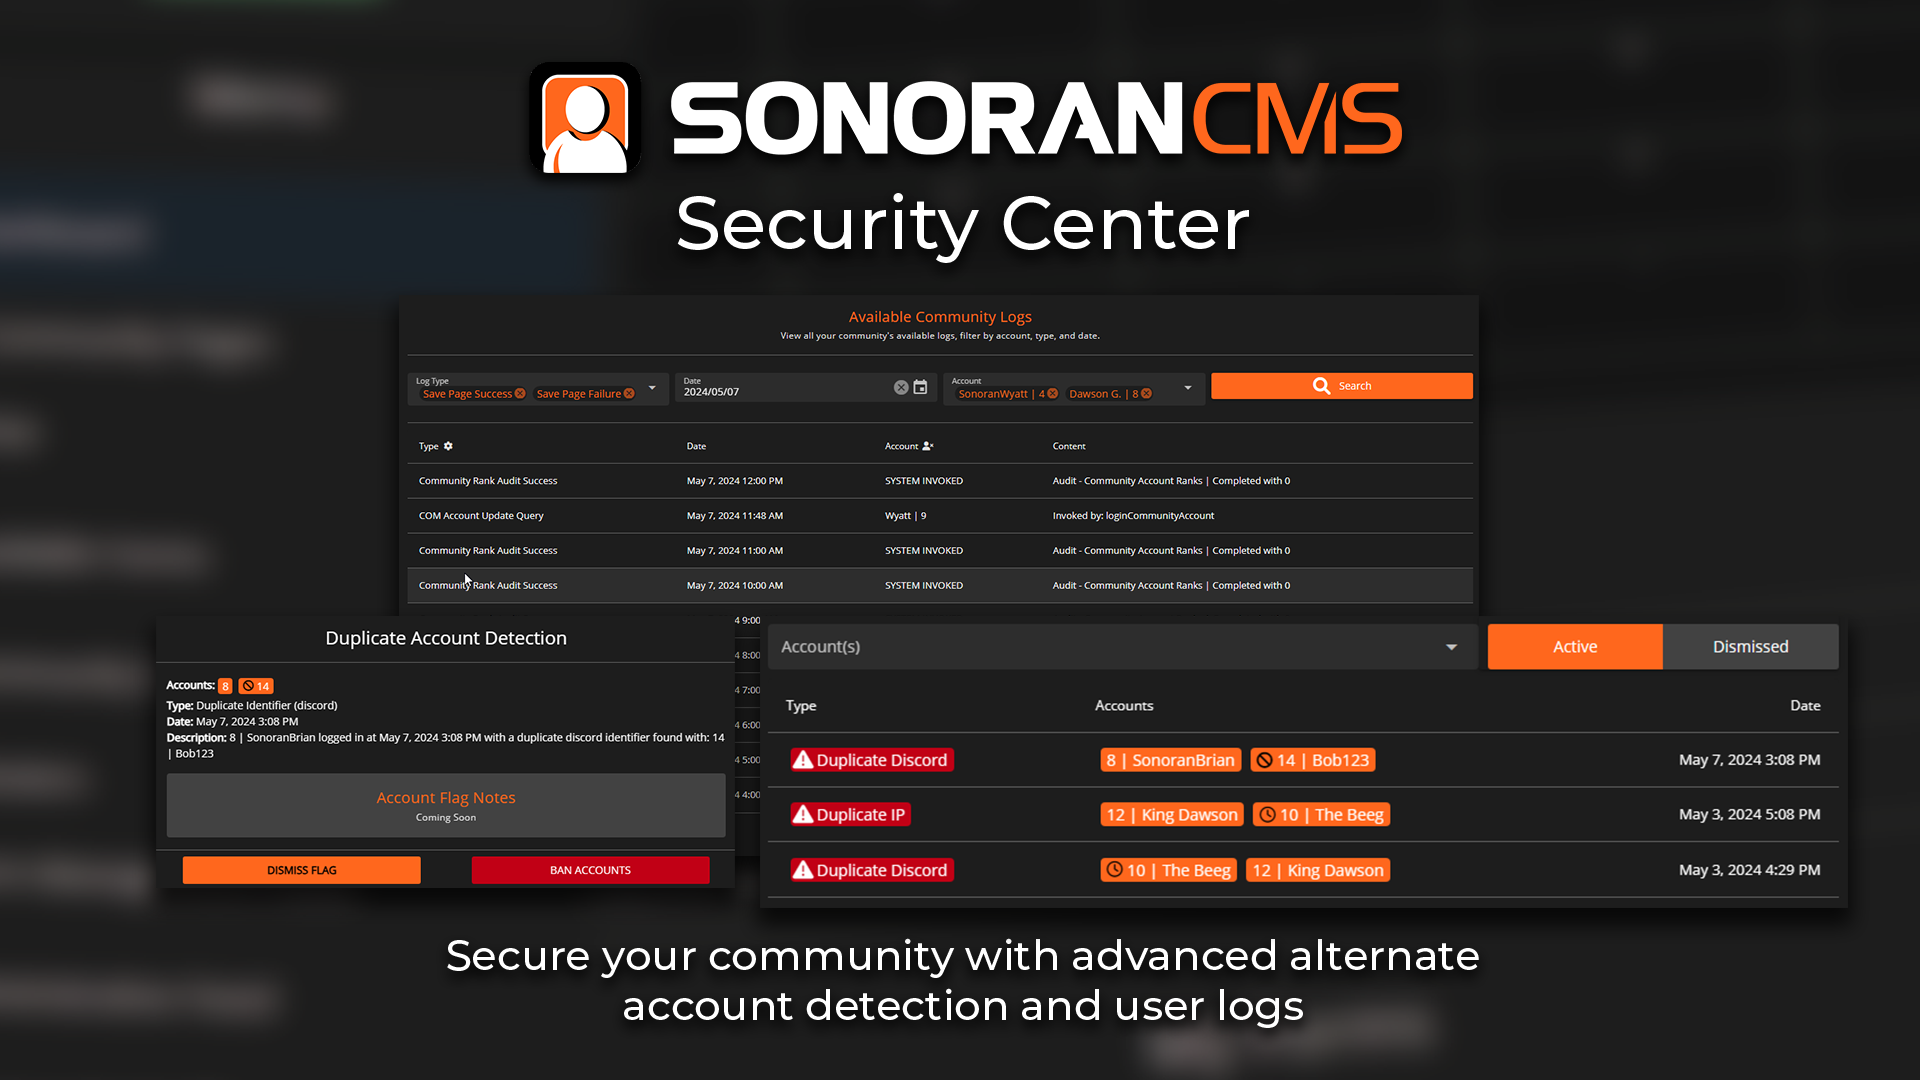 SONORANCMS
Security Center
Available Community Logs
View all your community's available logs, filter by account, type, and date.
Log Type
Save Page Success Save Page Failure
Date
2024/05/07
Account
SonoranWyatt | 4 Dawson G. | 8
Search
Type Date Account Content
Community Rank Audit Success May 7, 2024 12:00 PM SYSTEM INVOKED Audit - Community Account Ranks | Completed with 0
COM Account Update Query May 7, 2024 11:48 AM Wyatt | 9 Invoked by: loginCommunityAccount
Community Rank Audit Success May 7, 2024 11:00 AM SYSTEM INVOKED Audit - Community Account Ranks | Completed with 0
Community Rank Audit Success May 7, 2024 10:00 AM SYSTEM INVOKED Audit - Community Account Ranks | Completed with 0
4 9:00
4 8:00
4 7:00
4 6:00
4 5:00
4 4:00
Duplicate Account Detection
Accounts: 8 14
Type: Duplicate Identifier (discord)
Date: May 7, 2024 3:08 PM
Description: 8 | SonoranBrian logged in at May 7, 2024 3:08 PM with a duplicate discord identifier found with: 14
| Bob123
Account Flag Notes
Coming Soon
DISMISS FLAG BAN ACCOUNTS
Account(s) Active Dismissed
Type Accounts Date
Duplicate Discord 8 | SonoranBrian 14 | Bob123 May 7, 2024 3:08 PM
Duplicate IP 12 | King Dawson 10 | The Beeg May 3, 2024 5:08 PM
Duplicate Discord 10 | The Beeg 12 | King Dawson May 3, 2024 4:29 PM
Secure your community with advanced alternate
account detection and user logs